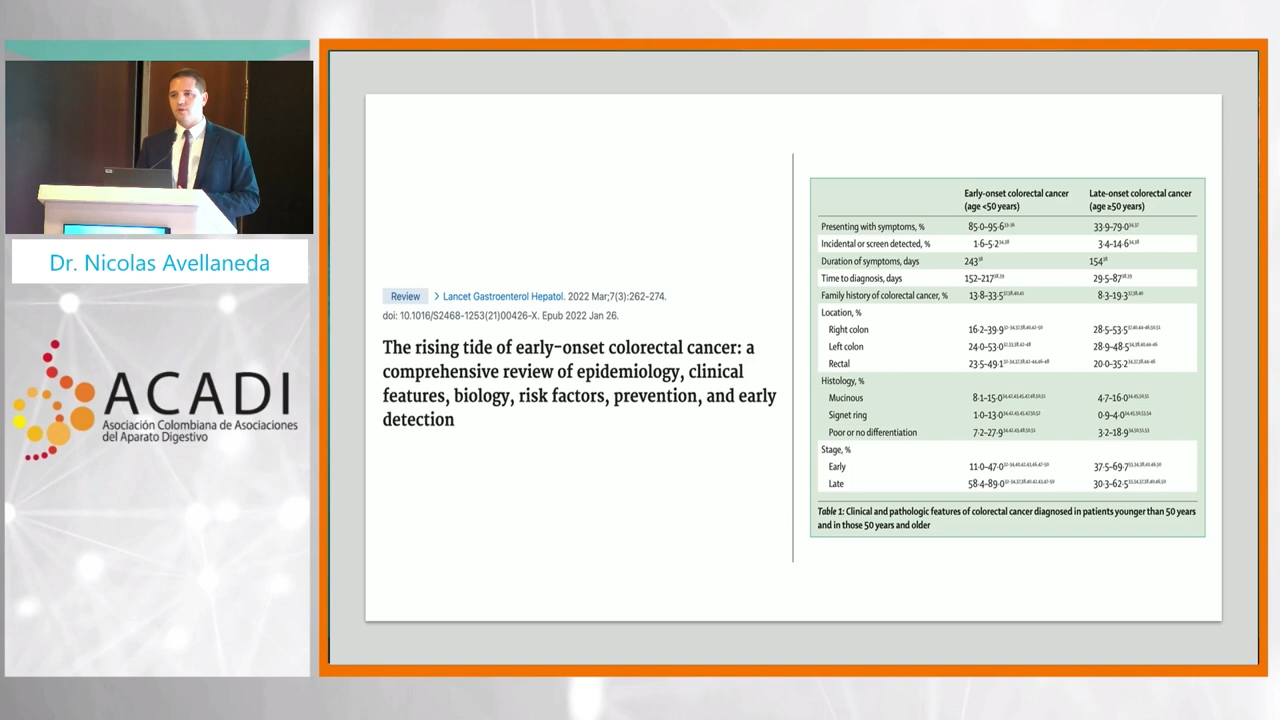 Dr. Nicolas Avellaneda
ACADI
Asociación Colombiana de Asociaciones
del Aparato Digestivo
Review > Lancet Gastroenterol Hepatol. 2022 Mar;7(3):262-274.
doi: 10.1016/S2468-1253(21)00426-X. Epub 2022 Jan 26.
The rising tide of early-onset colorectal cancer: a
comprehensive review of epidemiology, clinical
features, biology, risk factors, prevention, and early
detection
Early-onset colorectal cancer Late-onset colorectal cancer
(age <50 years) (age ≥50 years)
Presenting with symptoms, % 85·0–95·6 33·9–79·0
Incidental or screen detected, % 1·6–5·2 3·4–14·6
Duration of symptoms, days 243 154
Time to diagnosis, days 152–217 29·5–87
Family history of colorectal cancer, % 13·8–33·5 8·3–19·3
Location, %
Right colon 16·2–39·9 28·5–53·5
Left colon 24·0–53·0 28·9–48·5
Rectal 23·5–49·1 20·0–35·2
Histology, %
Mucinous 8·1–15·0 4·7–16·0
Signet ring 1·0–13·0 0·9–4·0
Poor or no differentiation 7·2–27·9 3·2–18·9
Stage, %
Early 11·0–47·0 37·5–69·7
Late 58·4–89·0 30·3–62·5
Table 1: Clinical and pathologic features of colorectal cancer diagnosed in patients younger than 50 years
and in those 50 years and older